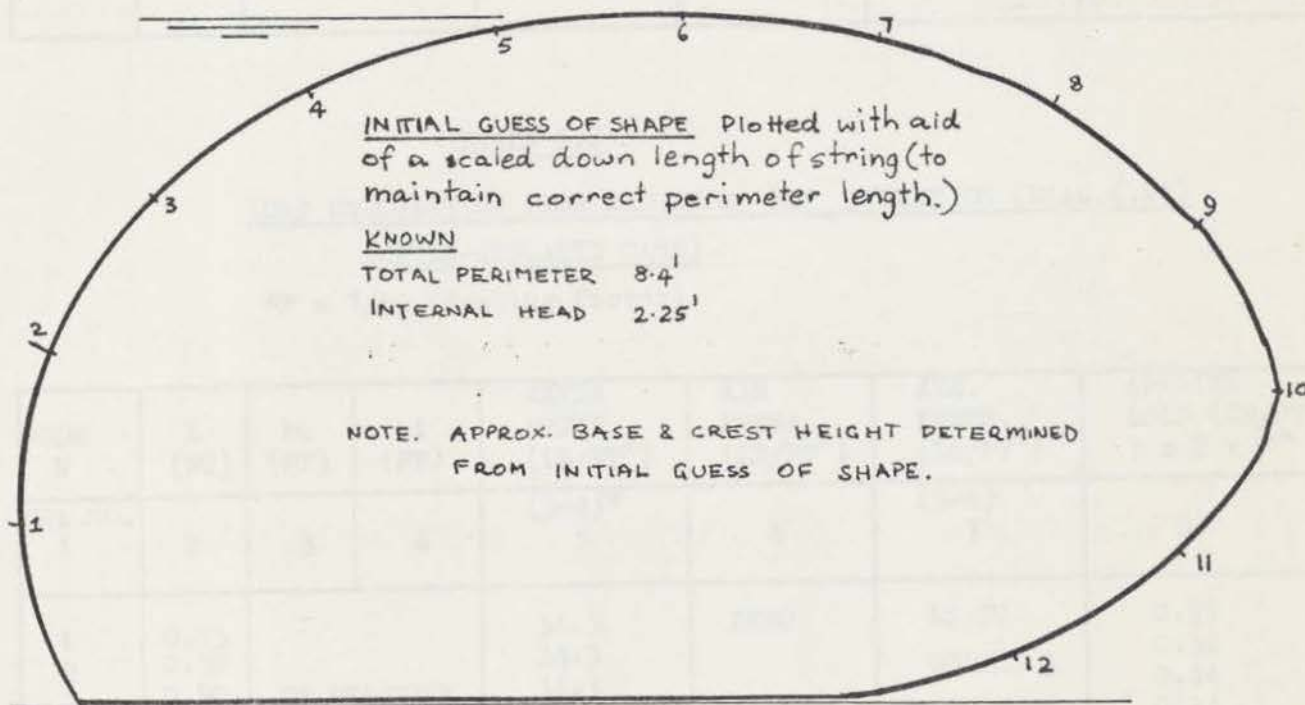 5
6
7
4
8
INITIAL GUESS OF SHAPE Plotted with aid
of a scaled down length of string (to
maintain correct perimeter length.)
3
9
KNOWN
TOTAL PERIMETER 8·4'
INTERNAL HEAD 2·25'
2
10
NOTE. APPROX. BASE & CREST HEIGHT DETERMINED
FROM INITIAL GUESS OF SHAPE.
1
11
12